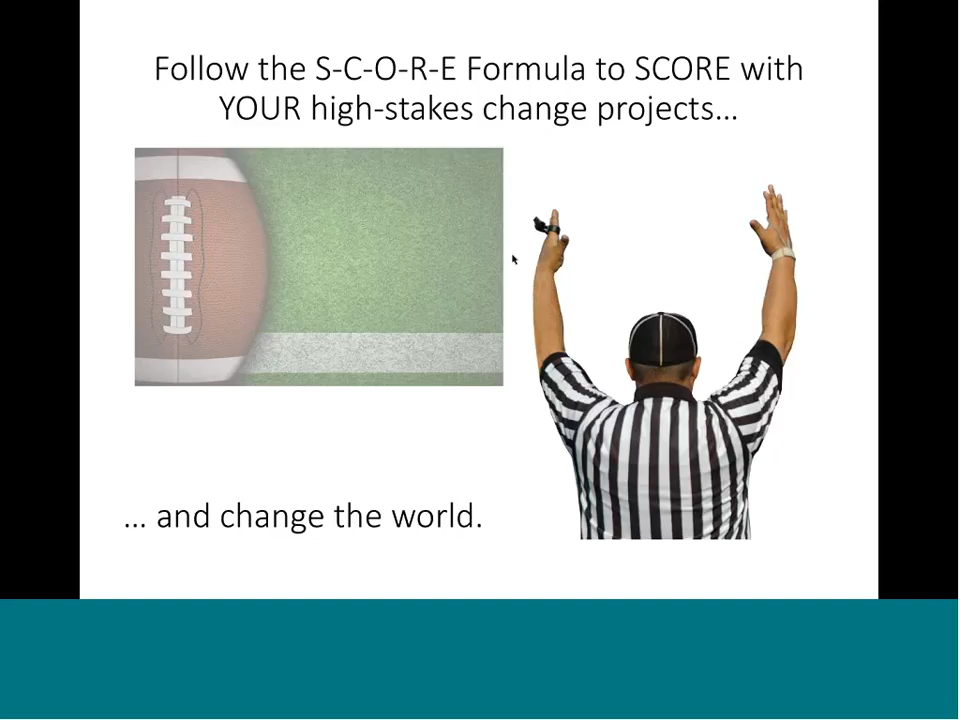 Follow the S-C-O-R-E Formula to SCORE with
YOUR high-stakes change projects…
… and change the world.